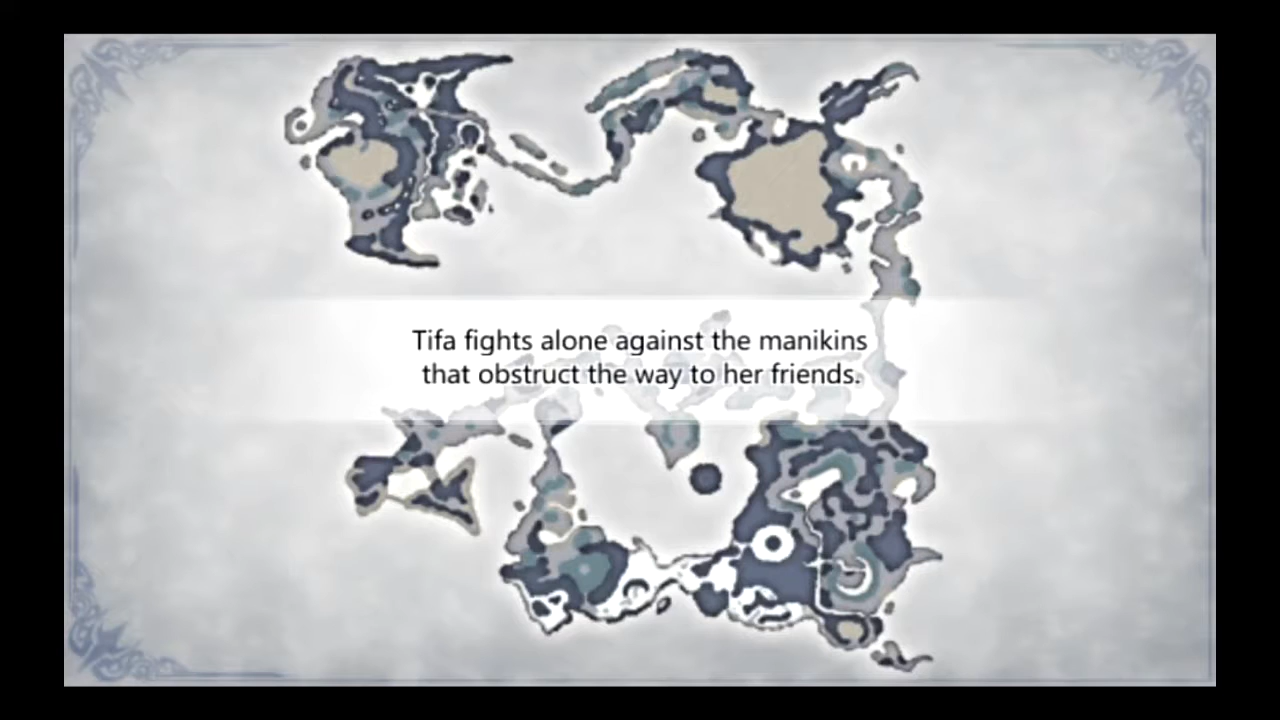 Tifa fights alone against the manikins
that obstruct the way to her friends.